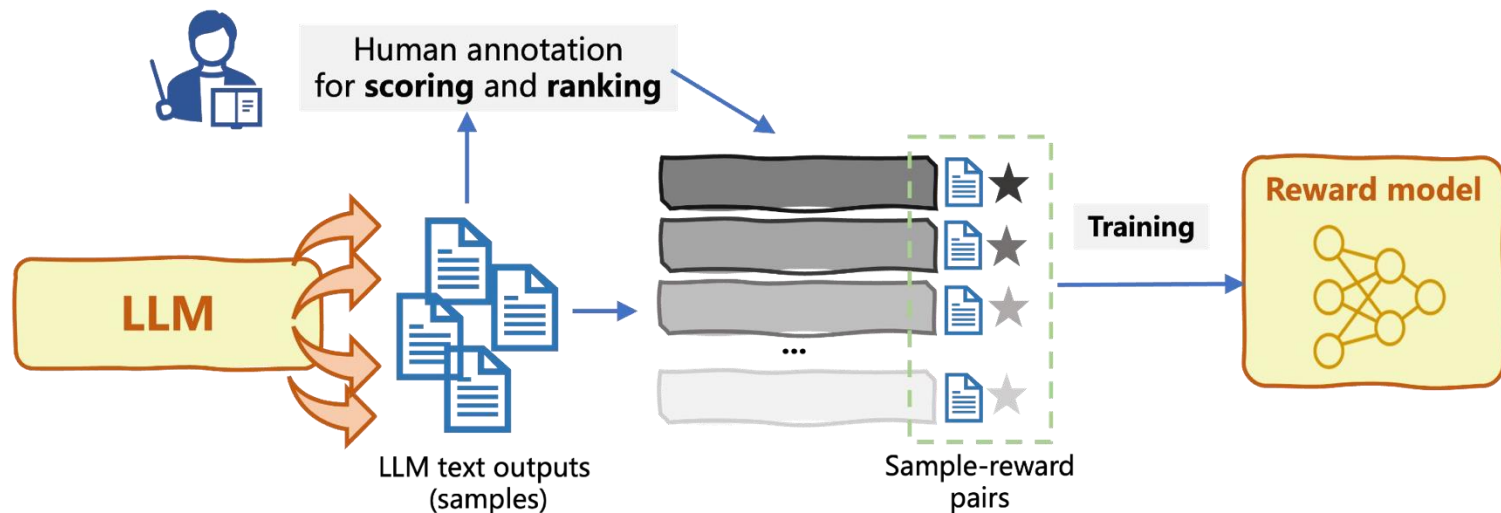 Human annotation
for scoring and ranking
LLM
LLM text outputs
(samples)
...
Sample-reward
pairs
Training
Reward model